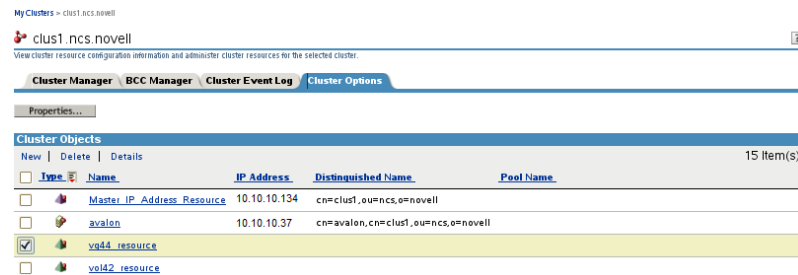 My Clusters > clus1.ncs.novell
clus1.ncs.novell
View cluster resource configuration information and administer cluster resources for the selected cluster.
Cluster Manager BCC Manager Cluster Event Log Cluster Options
Properties...
Cluster Objects
New | Delete | Details 15 Item(s)
Type Name IP Address Distinguished Name Pool Name
Master_IP_Address_Resource 10.10.10.134 cn=clus1,ou=ncs,o=novell
avalon 10.10.10.37 cn=avalon,cn=clus1,ou=ncs,o=novell
vg44_resource
vol42_resource